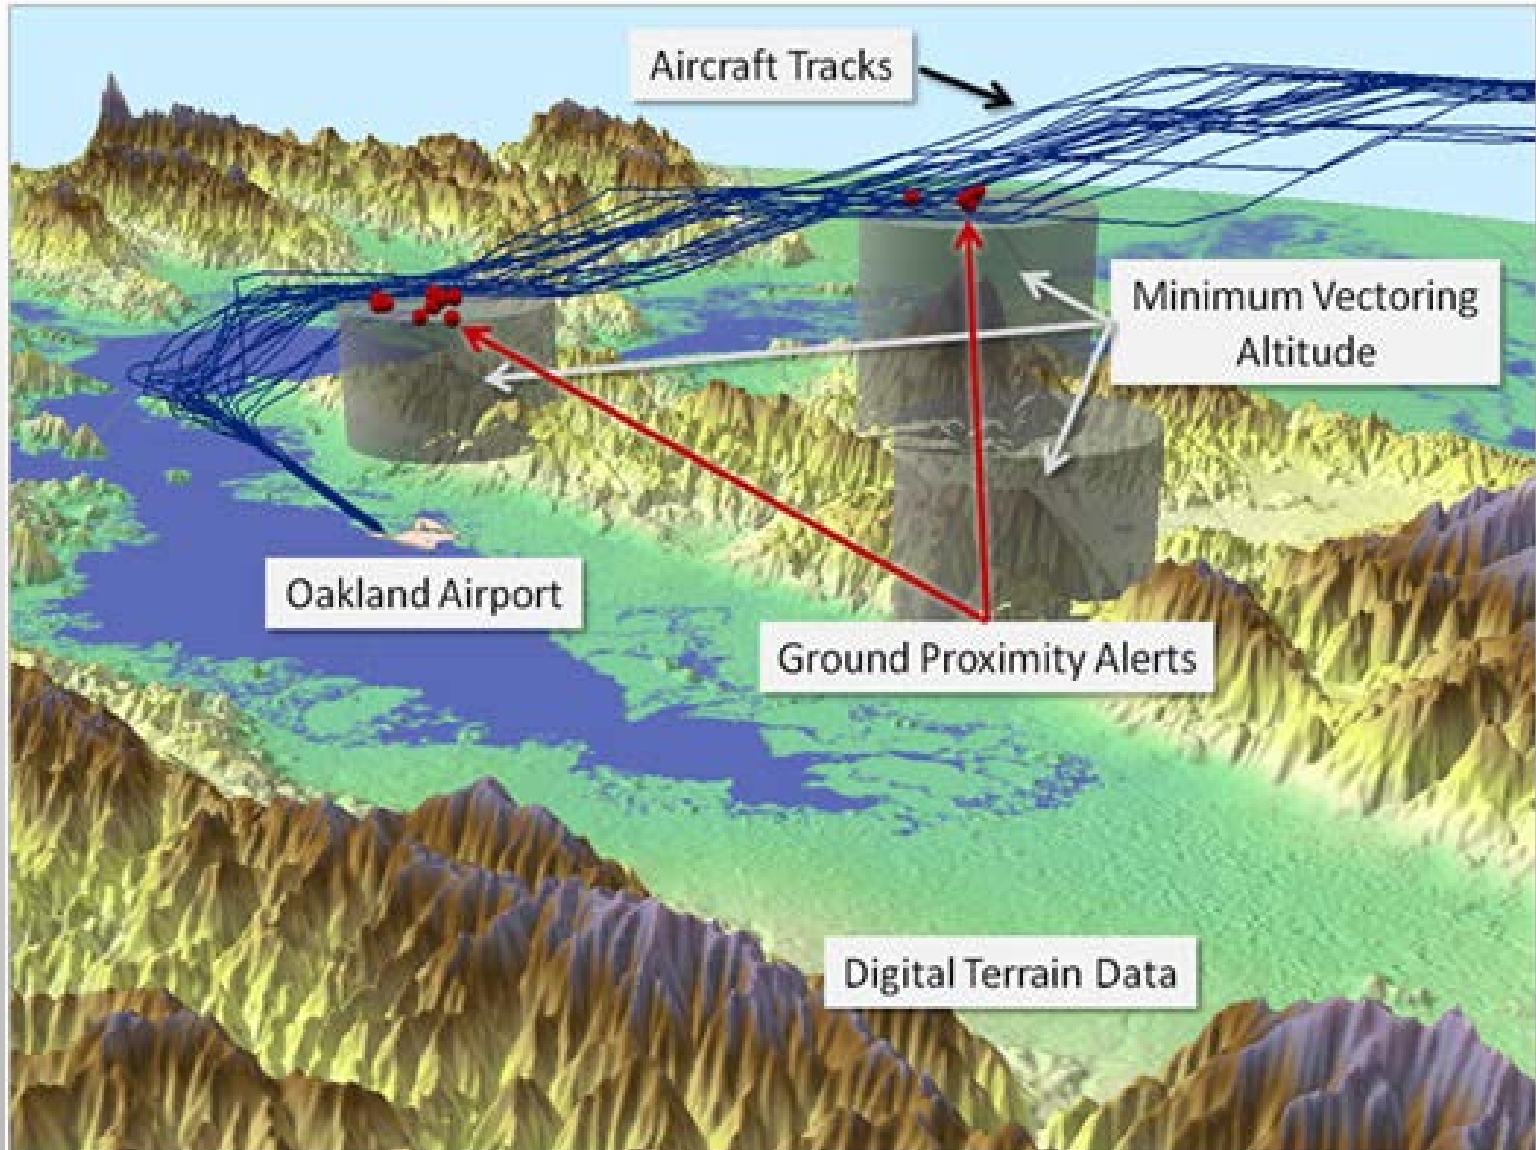 Aircraft Tracks
Minimum Vectoring
Altitude
Oakland Airport
Ground Proximity Alerts
Digital Terrain Data